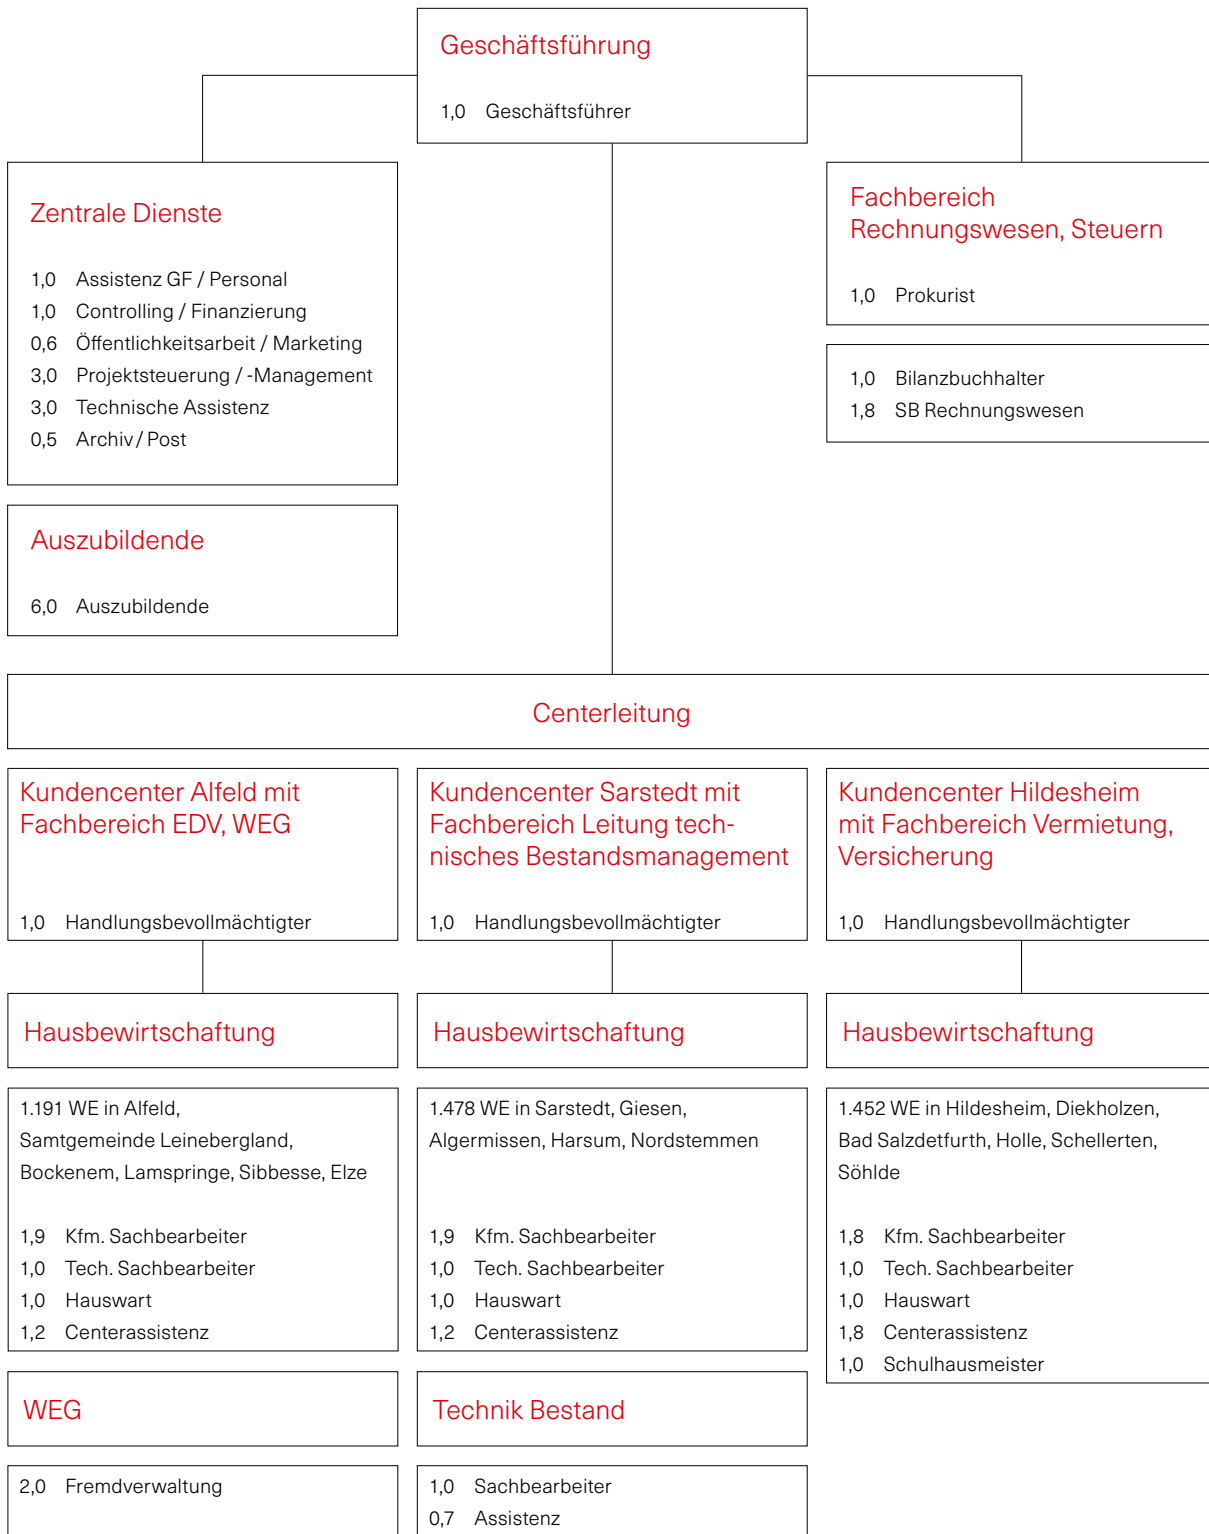 Geschäftsführung
1,0 Geschäftsführer
Zentrale Dienste
1,0 Assistenz GF / Personal
1,0 Controlling / Finanzierung
0,6 Öffentlichkeitsarbeit / Marketing
3,0 Projektsteuerung / -Management
3,0 Technische Assistenz
0,5 Archiv / Post
Fachbereich
Rechnungswesen, Steuern
1,0 Prokurist
1,0 Bilanzbuchhalter
1,8 SB Rechnungswesen
Auszubildende
6,0 Auszubildende
Centerleitung
Kundencenter Alfeld mit
Fachbereich EDV, WEG
1,0 Handlungsbevollmächtigter
Kundencenter Sarstedt mit
Fachbereich Leitung tech-
nisches Bestandsmanagement
1,0 Handlungsbevollmächtigter
Kundencenter Hildesheim
mit Fachbereich Vermietung,
Versicherung
1,0 Handlungsbevollmächtigter
Hausbewirtschaftung
1.191 WE in Alfeld,
Samtgemeinde Leinebergland,
Bockenem, Lamspringe, Sibbesse, Elze
1,9 Kfm. Sachbearbeiter
1,0 Tech. Sachbearbeiter
1,0 Hauswart
1,2 Centerassistenz
Hausbewirtschaftung
1.478 WE in Sarstedt, Giesen,
Algermissen, Harsum, Nordstemmen
1,9 Kfm. Sachbearbeiter
1,0 Tech. Sachbearbeiter
1,0 Hauswart
1,2 Centerassistenz
Hausbewirtschaftung
1.452 WE in Hildesheim, Diekholzen,
Bad Salzdetfurth, Holle, Schellerten,
Söhlde
1,8 Kfm. Sachbearbeiter
1,0 Tech. Sachbearbeiter
1,0 Hauswart
1,8 Centerassistenz
1,0 Schulhausmeister
WEG
2,0 Fremdverwaltung
Technik Bestand
1,0 Sachbearbeiter
0,7 Assistenz